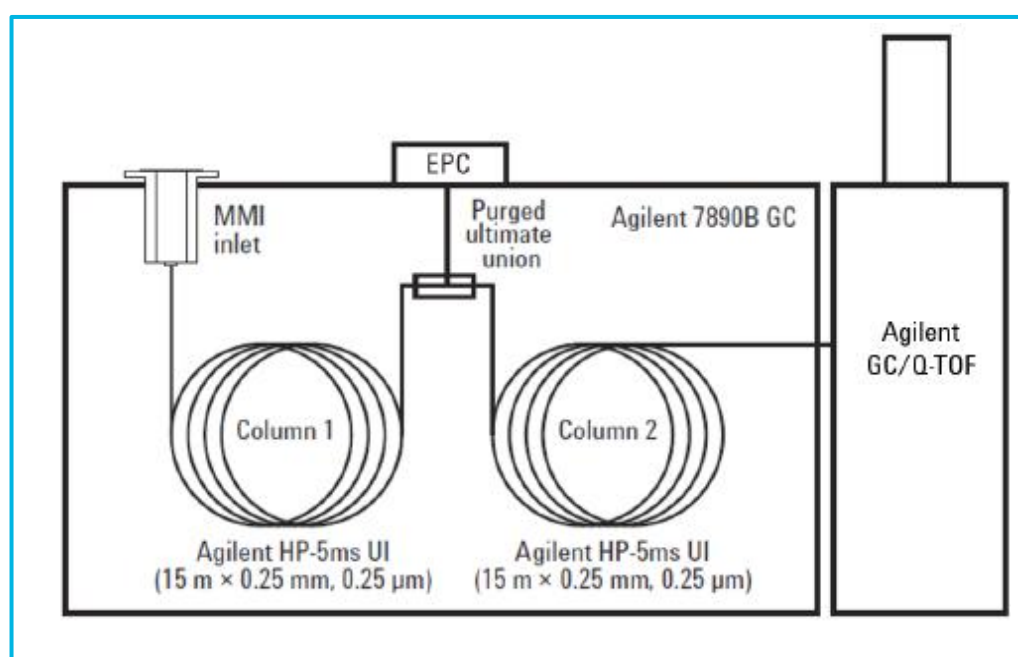 EPC
MMI
inlet
Purged
ultimate
union
Agilent 7890B GC
Agilent
GC/Q-TOF
Column 1
Column 2
Agilent HP-5ms UI
(15 m × 0.25 mm, 0.25 µm)
Agilent HP-5ms UI
(15 m × 0.25 mm, 0.25 µm)